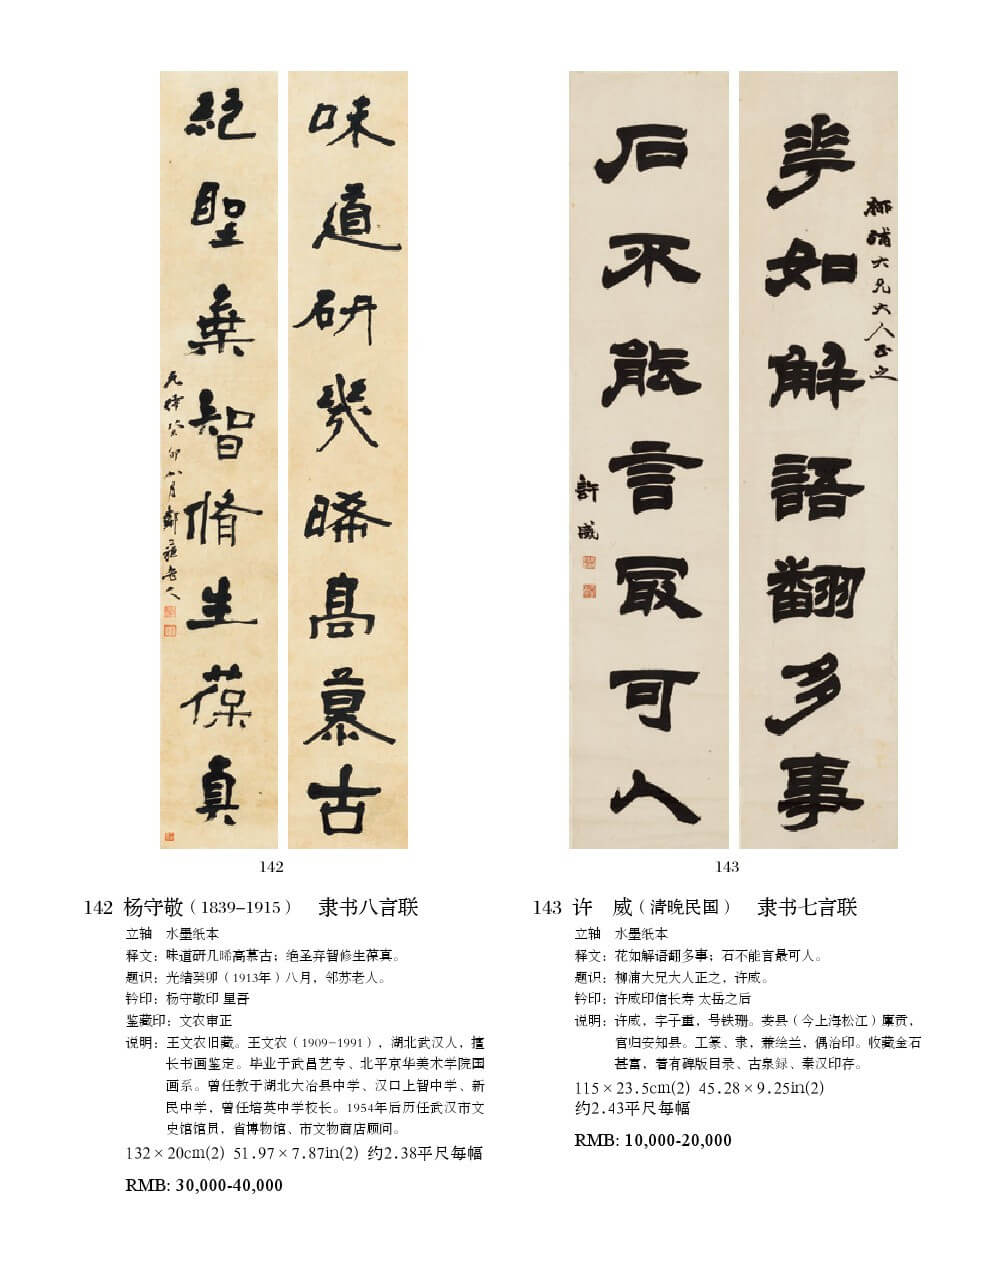 味道研幾晞高慕古
絕聖棄智脩生葆真
光緒癸卯八月鄰蘇老人
142
華如解語翻多事
柳浦大兄大人正之
石不能言最可人
許威
143
142 杨守敬（1839-1915） 隶书八言联
立轴 水墨纸本
释文：味道研几晞高慕古；绝圣弃智修生葆真。
题识：光绪癸卯（1913年）八月，邻苏老人。
钤印：杨守敬印 星吾
鉴藏印：文农审正
说明：王文农旧藏。王文农（1909-1991），湖北武汉人，擅
长书画鉴定。毕业于武昌艺专、北平京华美术学院国
画系。曾任教于湖北大冶县中学、汉口上智中学、新
民中学，曾任培英中学校长。1954年后历任武汉市文
史馆馆员，省博物馆、市文物商店顾问。
132×20cm(2) 51.97×7.87in(2) 约2.38平尺每幅
RMB: 30,000-40,000
143 许 威（清晚民国） 隶书七言联
立轴 水墨纸本
释文：花如解语翻多事；石不能言最可人。
题识：柳浦大兄大人正之，许威。
钤印：许威印信长寿 太岳之后
说明：许威，字子重，号铁珊。娄县（今上海松江）廪贡，
官归安知县。工篆、隶，兼绘兰，偶治印。收藏金石
甚富，著有碑版目录、古泉録、秦汉印存。
115×23.5cm(2) 45.28×9.25in(2)
约2.43平尺每幅
RMB: 10,000-20,000